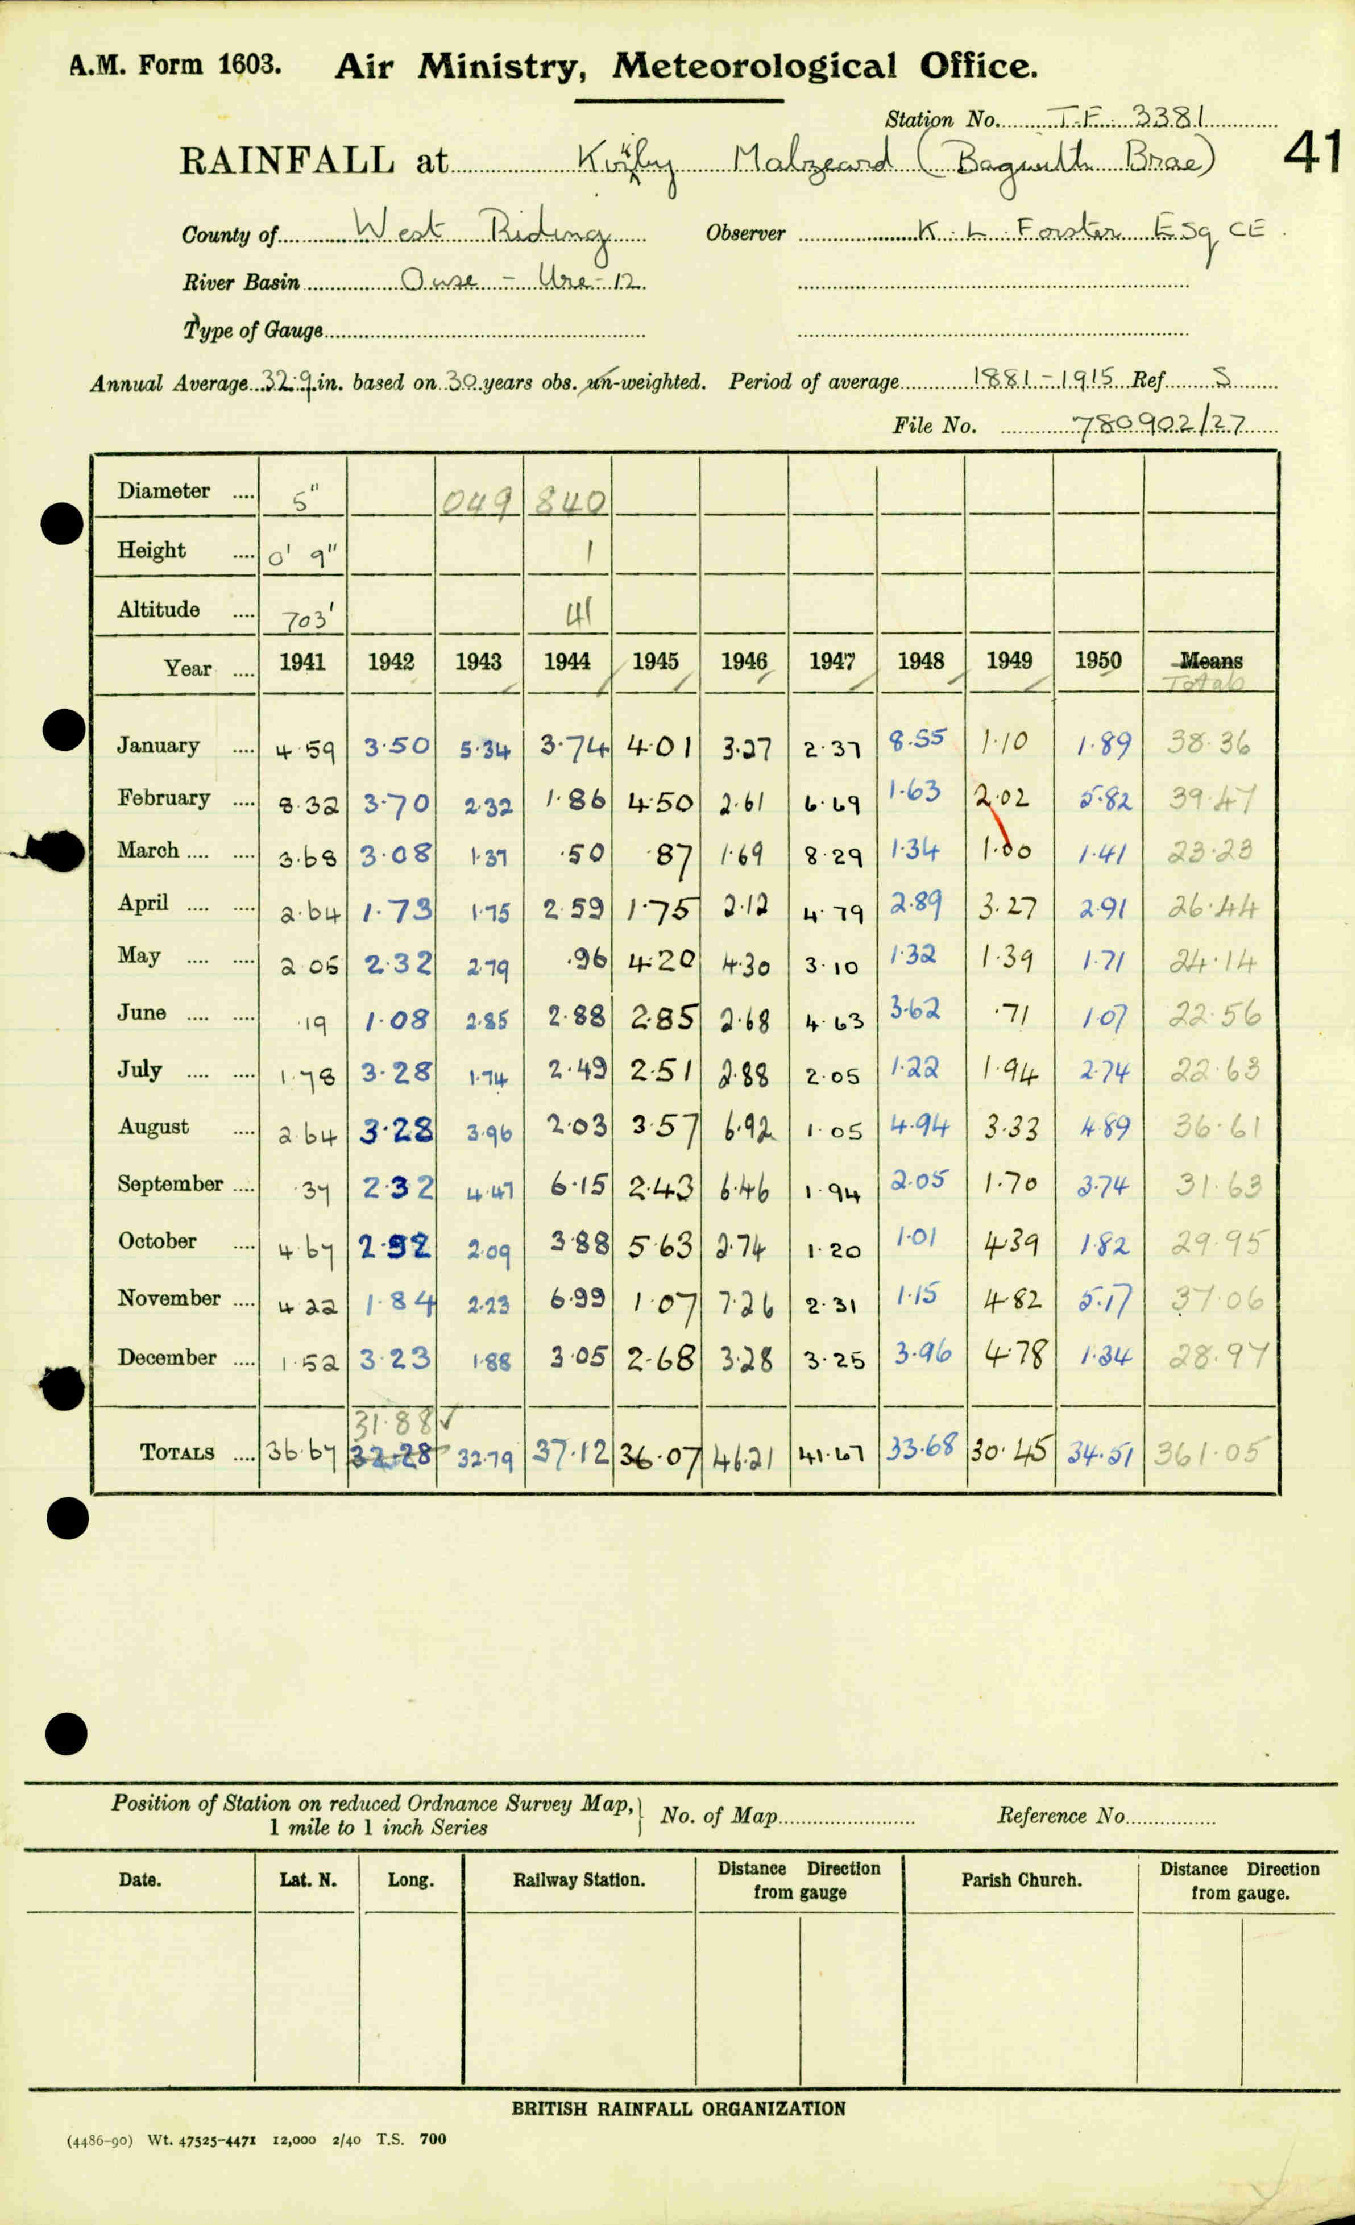 A.M. Form 1603. Air Ministry, Meteorological Office.
Station No. T.F. 3381
RAINFALL at Kirkby Malzeard (Bagwith Brae) 41
County of West Riding Observer K. L. Forster Esq CE.
River Basin Ouse - Ure - 12
Type of Gauge
Annual Average 32.9 in. based on 30 years obs. un-weighted. Period of average 1881-1915 Ref S
File No. 780902/27
Diameter .... 5" 049 840
Height .... 0' 9" 1
Altitude .... 703' 41
Year .... 1941 1942 1943 1944 1945 1946 1947 1948 1949 1950 Means
Totals
January .... 4.59 3.50 5.34 3.74 4.01 3.27 2.37 8.55 1.10 1.89 38.36
February .... 8.32 3.70 2.32 1.86 4.50 2.61 6.69 1.63 2.02 5.82 39.47
March .... .... 3.68 3.08 1.37 .50 .87 1.69 8.29 1.34 1.00 1.41 23.23
April .... .... 2.64 1.73 1.75 2.59 1.75 2.12 4.79 2.89 3.27 2.91 26.44
May .... .... 2.05 2.32 2.79 .96 4.20 4.30 3.10 1.32 1.39 1.71 24.14
June .... .... .19 1.08 2.85 2.88 2.85 2.68 4.63 3.62 .71 1.07 22.56
July .... .... 1.78 3.28 1.74 2.49 2.51 2.88 2.05 1.22 1.94 2.74 22.63
August .... 2.64 3.28 3.96 2.03 3.57 6.92 1.05 4.94 3.33 4.89 36.61
September .... .37 2.32 4.47 6.15 2.43 6.46 1.94 2.05 1.70 3.74 31.63
October .... 4.67 2.52 2.09 3.88 5.63 2.74 1.20 1.01 4.39 1.82 29.95
November .... 4.22 1.84 2.23 6.99 1.07 7.26 2.31 1.15 4.82 5.17 37.06
December .... 1.52 3.23 1.88 3.05 2.68 3.28 3.25 3.96 4.78 1.34 28.97
31.88 ✓
TOTALS .... 36.67 32.28 32.79 37.12 36.07 46.21 41.67 33.68 30.45 34.51 361.05
Position of Station on reduced Ordnance Survey Map, 1 mile to 1 inch Series No. of Map Reference No.
Date. Lat. N. Long. Railway Station. Distance Direction from gauge Parish Church. Distance Direction from gauge.
BRITISH RAINFALL ORGANIZATION
(4486-90) Wt. 47525-4471 12,000 2/40 T.S. 700